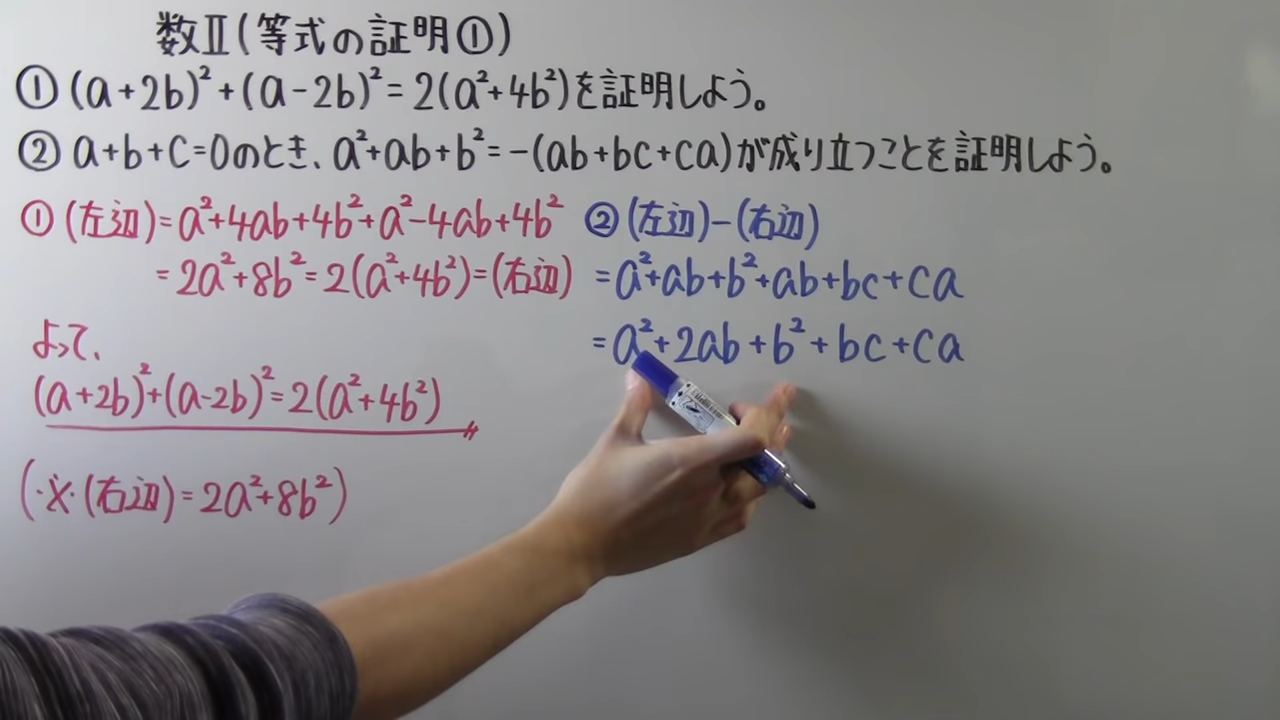 数Ⅱ(等式の証明①)
①(a+2b)²+(a-2b)²=2(a²+4b²)を証明しよう。
②a+b+c=0のとき、a²+ab+b²=-(ab+bc+ca)が成り立つことを証明しよう。
①(左辺)=a²+4ab+4b²+a²-4ab+4b²
=2a²+8b²=2(a²+4b²)=(右辺)
よって、
(a+2b)²+(a-2b)²=2(a²+4b²)
(※(右辺)=2a²+8b²)
②(左辺)-(右辺)
=a²+ab+b²+ab+bc+ca
=a²+2ab+b²+bc+ca